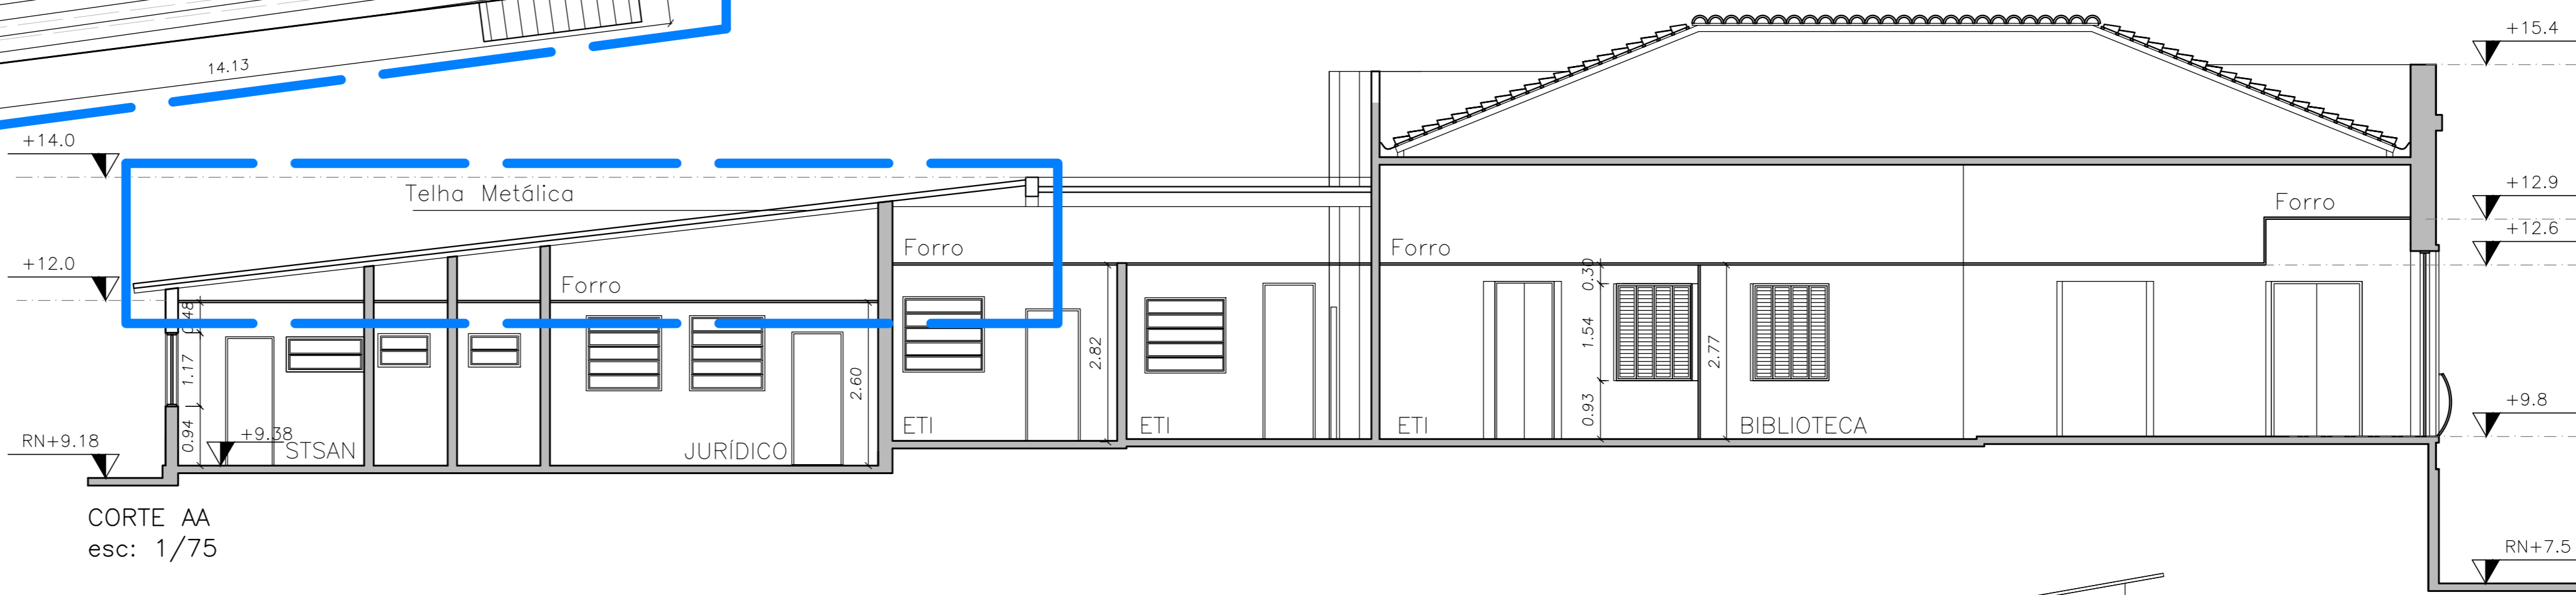 14.13
+15.4
+14.0
Telha Metálica
+12.9
Forro
+12.6
Forro
Forro
+12.0
Forro
0.48
0.30
1.54
1.17
2.82
2.77
2.60
+9.8
0.93
0.94
ETI
ETI
ETI
BIBLIOTECA
RN+9.18
+9.38
STSAN
JURÍDICO
CORTE AA
esc: 1/75
RN+7.5